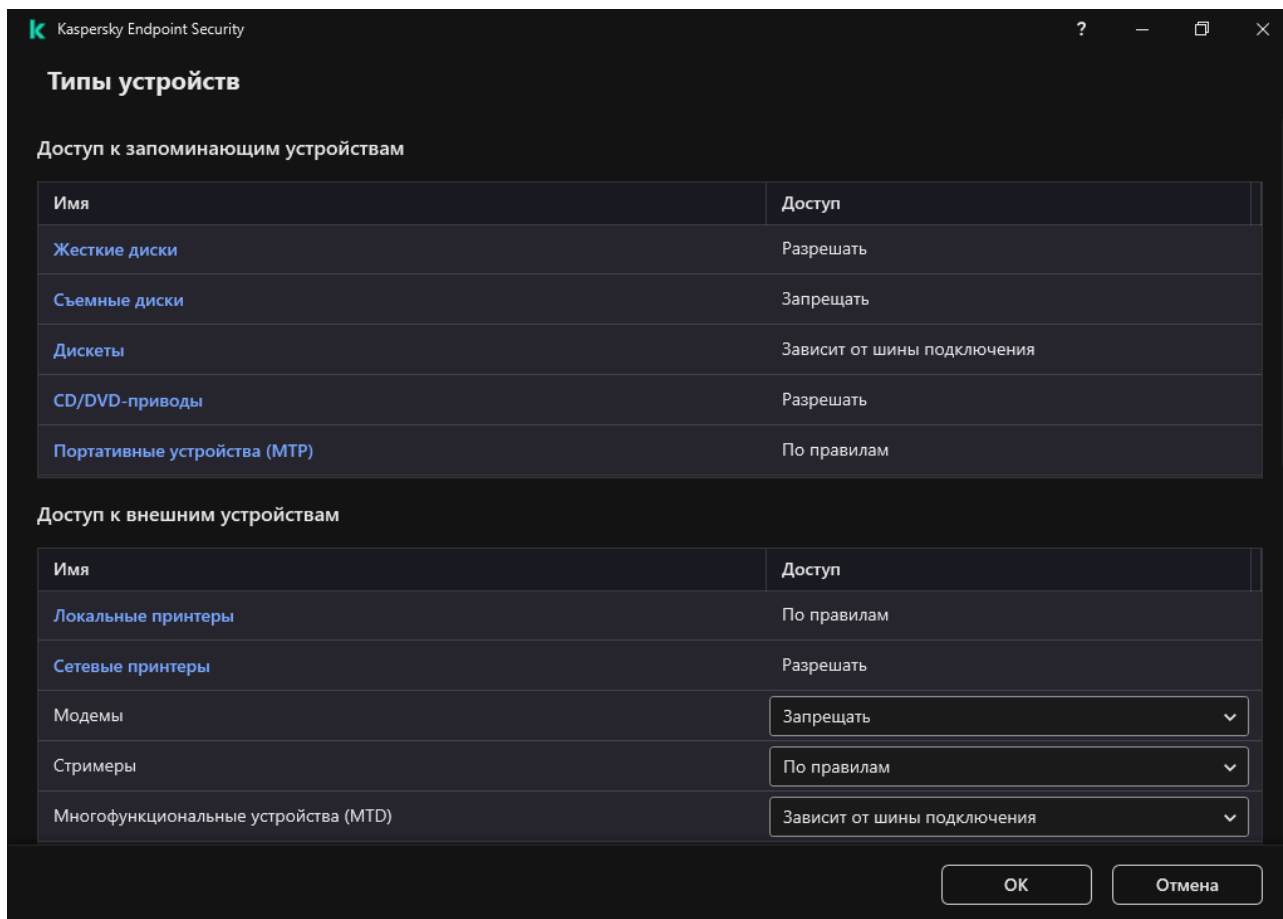 Kaspersky Endpoint Security ?
Типы устройств
Доступ к запоминающим устройствам
Имя Доступ
Жесткие диски Разрешать
Съемные диски Запрещать
Дискеты Зависит от шины подключения
CD/DVD-приводы Разрешать
Портативные устройства (MTP) По правилам
Доступ к внешним устройствам
Имя Доступ
Локальные принтеры По правилам
Сетевые принтеры Разрешать
Модемы Запрещать
Стримеры По правилам
Многофункциональные устройства (MTD) Зависит от шины подключения
ОК Отмена